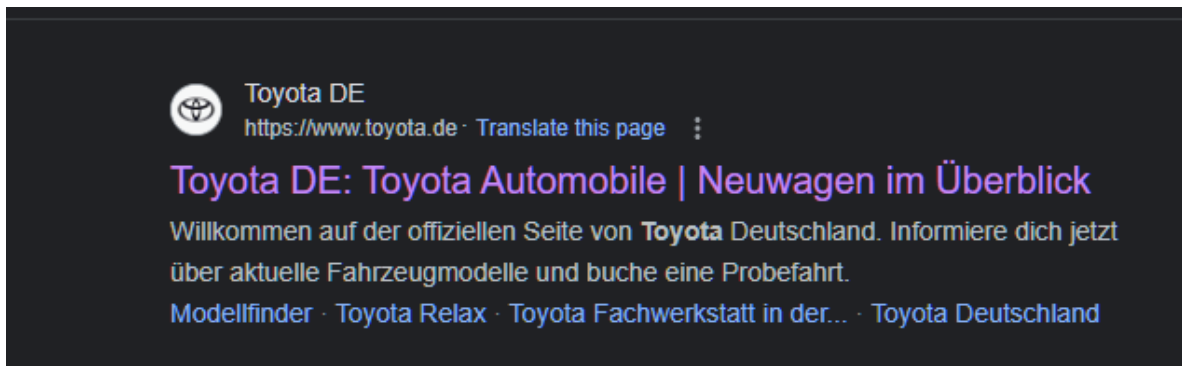 Toyota DE
https://www.toyota.de · Translate this page
Toyota DE: Toyota Automobile | Neuwagen im Überblick
Willkommen auf der offiziellen Seite von Toyota Deutschland. Informiere dich jetzt
über aktuelle Fahrzeugmodelle und buche eine Probefahrt.
Modellfinder · Toyota Relax · Toyota Fachwerkstatt in der... · Toyota Deutschland